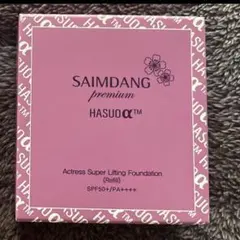 SAIMDANG
premium
HASUOα™
Actress Super Lifting Foundation
(Refill)
SPF50+/PA++++